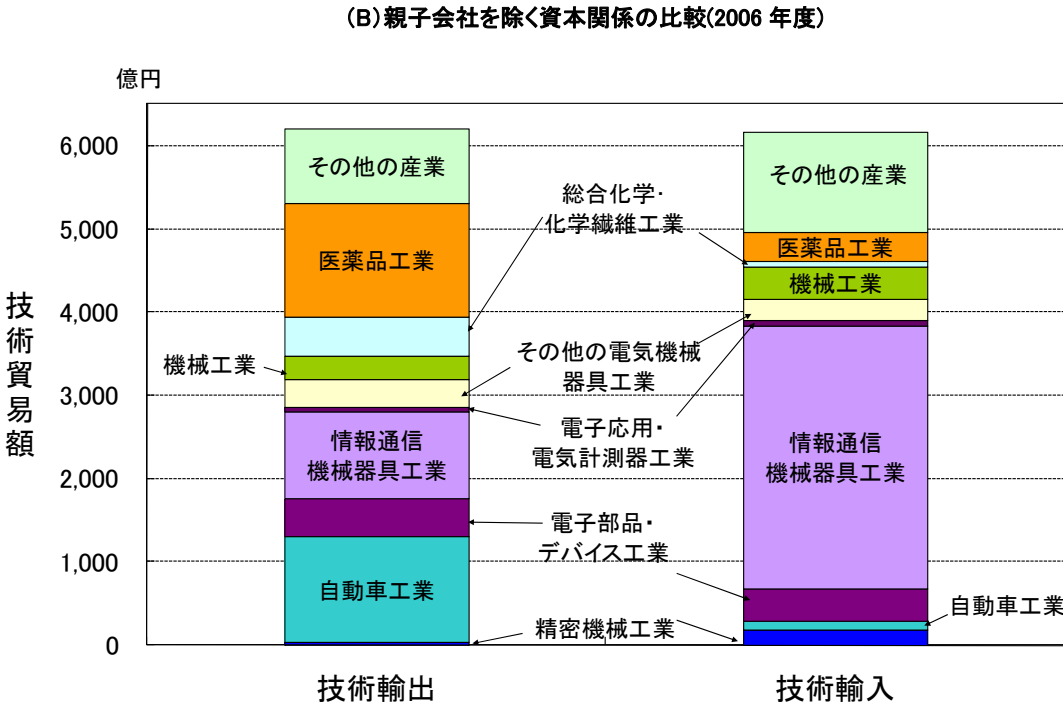 (B)親子会社を除く資本関係の比較(2006 年度)
億円
6,000
5,000
4,000
3,000
2,000
1,000
0
技術貿易額
その他の産業
医薬品工業
機械工業
情報通信
機械器具工業
自動車工業
総合化学・
化学繊維工業
その他の電気機械
器具工業
電子応用・
電気計測器工業
電子部品・
デバイス工業
精密機械工業
その他の産業
医薬品工業
機械工業
情報通信
機械器具工業
自動車工業
技術輸出
技術輸入